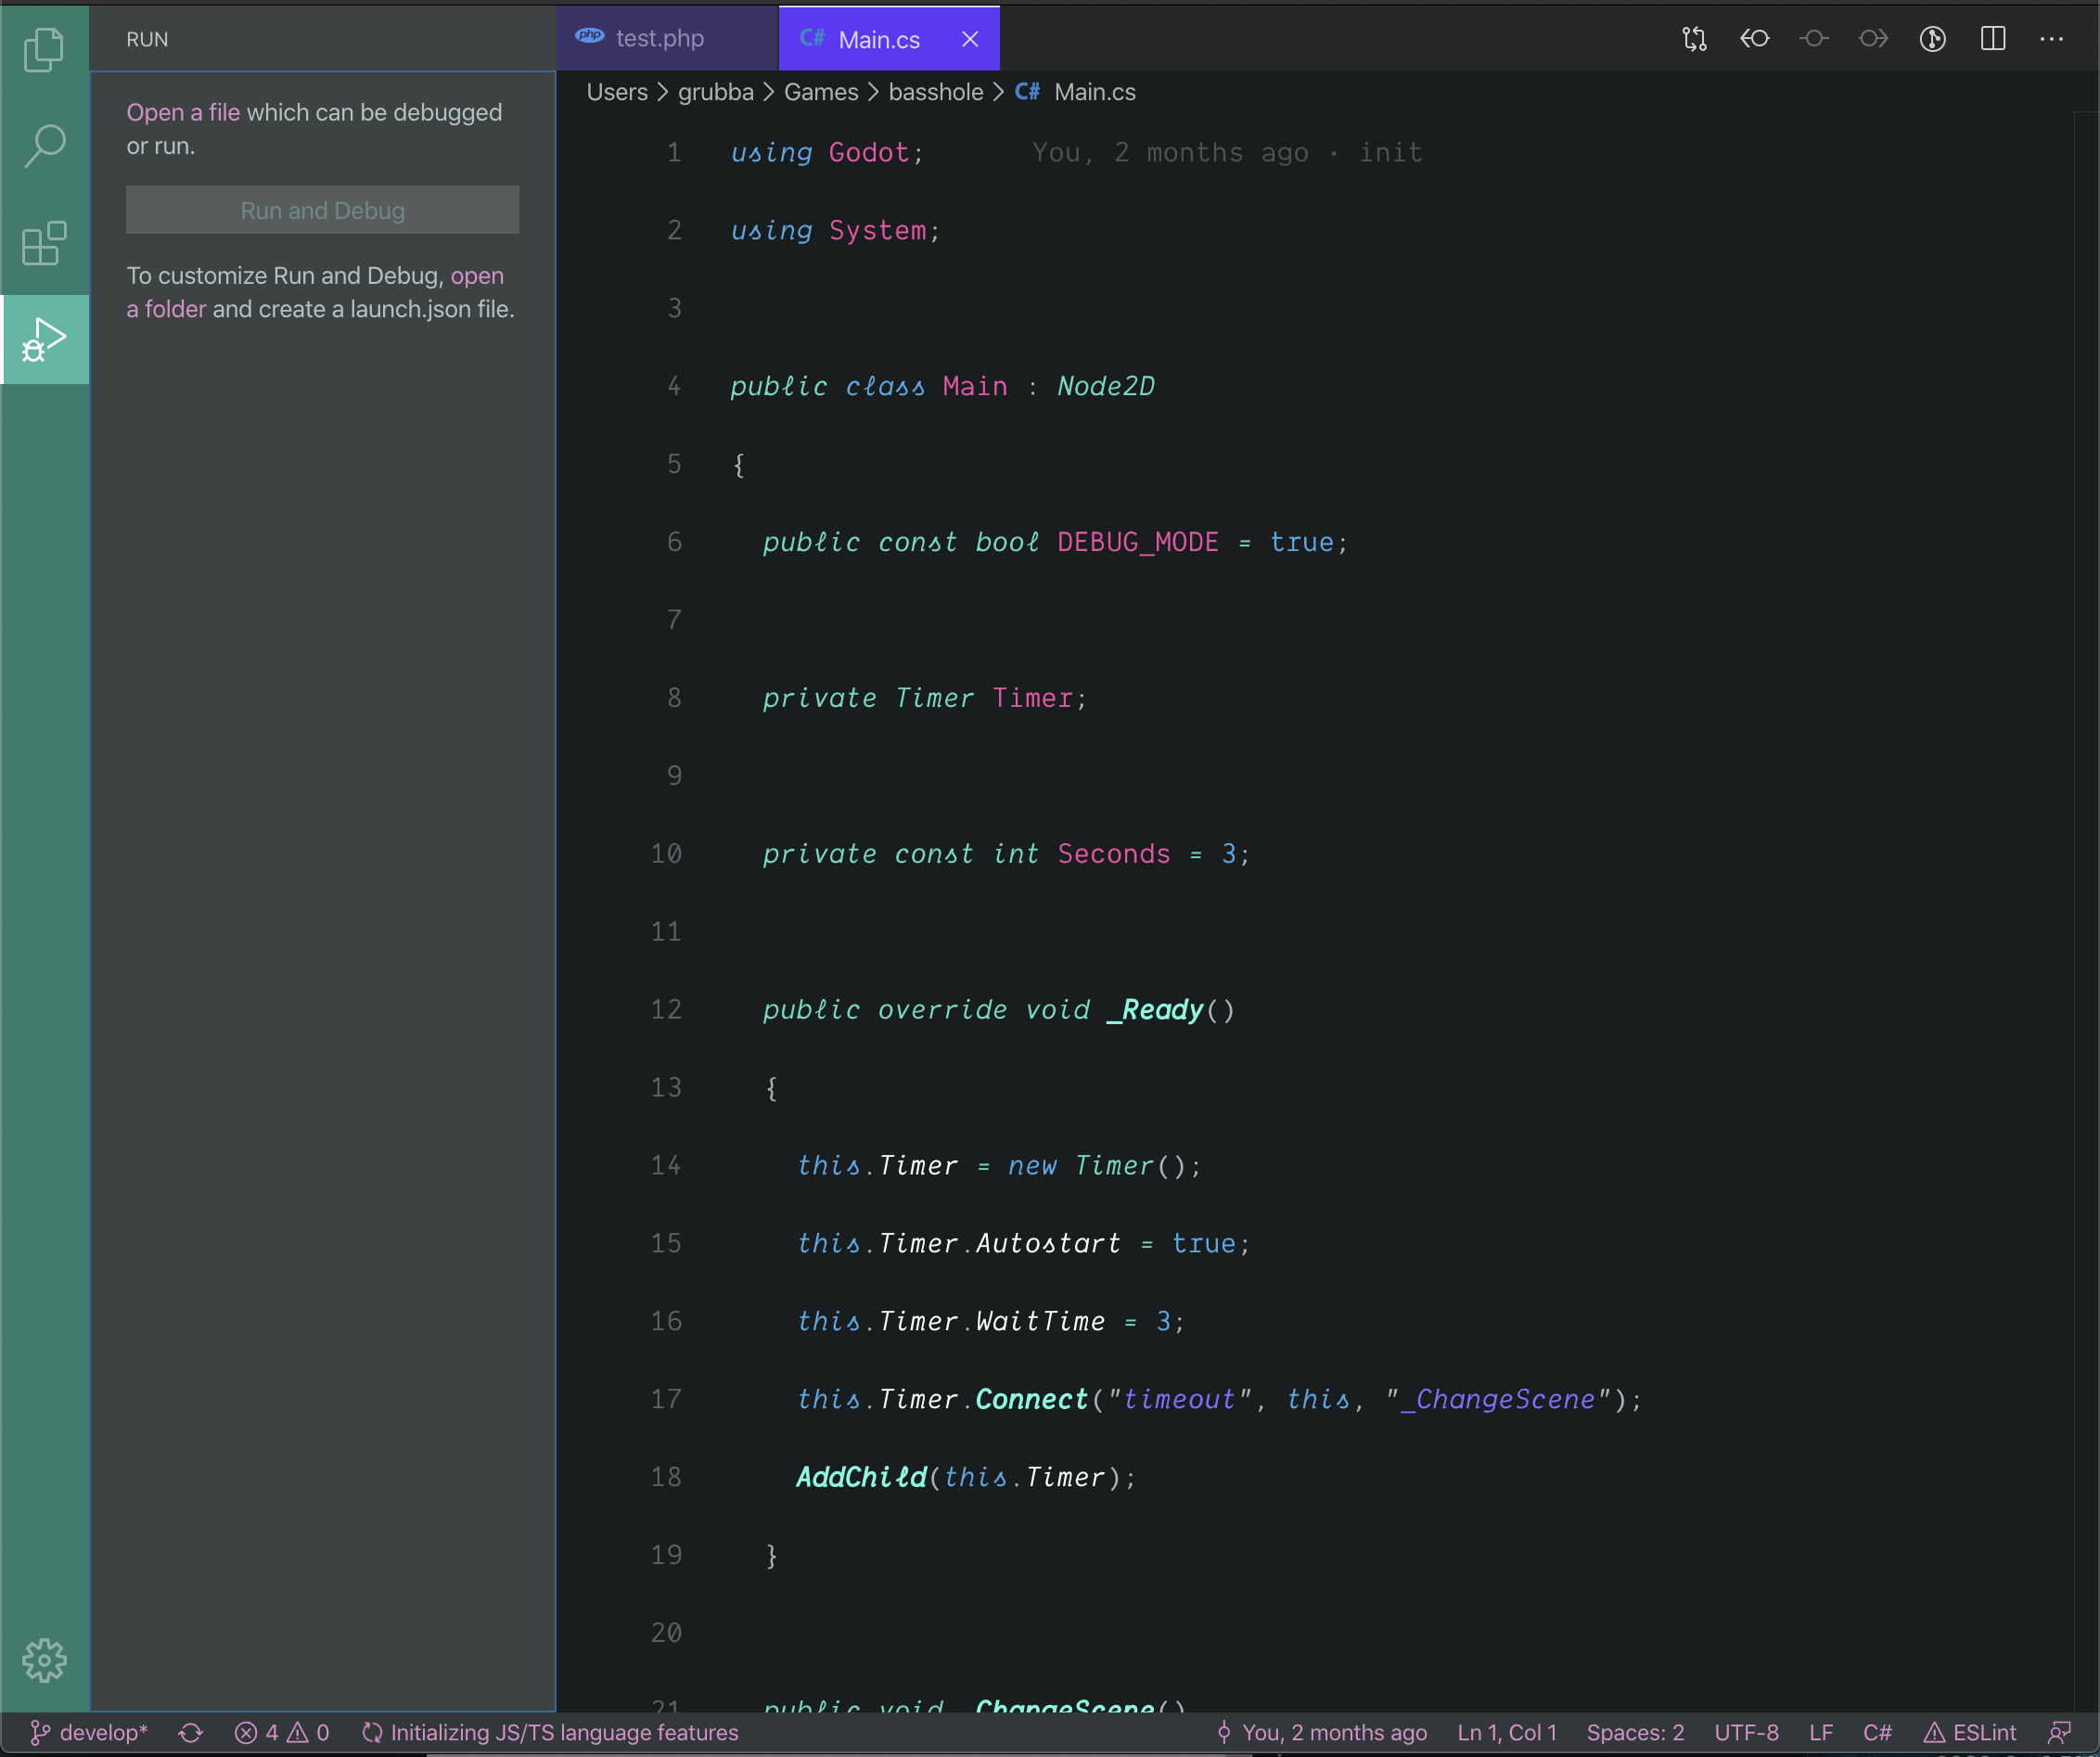 RUN
Open a file which can be debugged
or run.
Run and Debug
To customize Run and Debug, open
a folder and create a launch.json file.
php test.php
C# Main.cs
Users > grubba > Games > basshole > C# Main.cs
1 using Godot; You, 2 months ago · init
2 using System;
3
4 public class Main : Node2D
5 {
6 public const bool DEBUG_MODE = true;
7
8 private Timer Timer;
9
10 private const int Seconds = 3;
11
12 public override void _Ready()
13 {
14 this.Timer = new Timer();
15 this.Timer.Autostart = true;
16 this.Timer.WaitTime = 3;
17 this.Timer.Connect("timeout", this, "_ChangeScene");
18 AddChild(this.Timer);
19 }
20
21 public void _ChangeScene()
develop* 4 0 Initializing JS/TS language features You, 2 months ago Ln 1, Col 1 Spaces: 2 UTF-8 LF C# ESLint